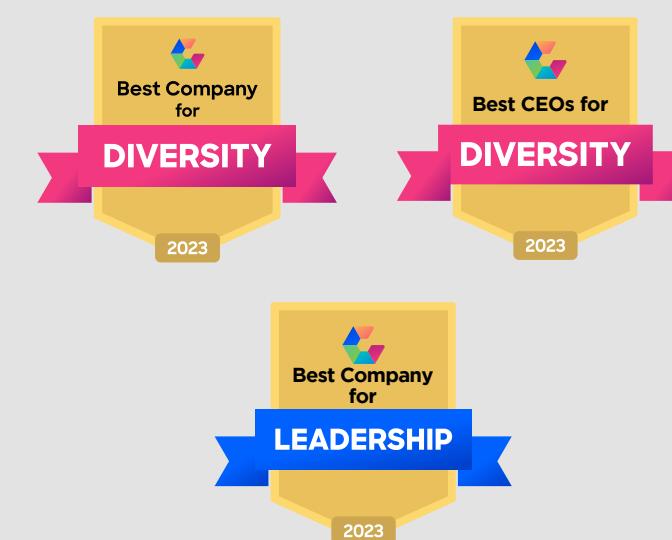 Best Company
for
DIVERSITY
2023
Best CEOs for
DIVERSITY
2023
Best Company
for
LEADERSHIP
2023